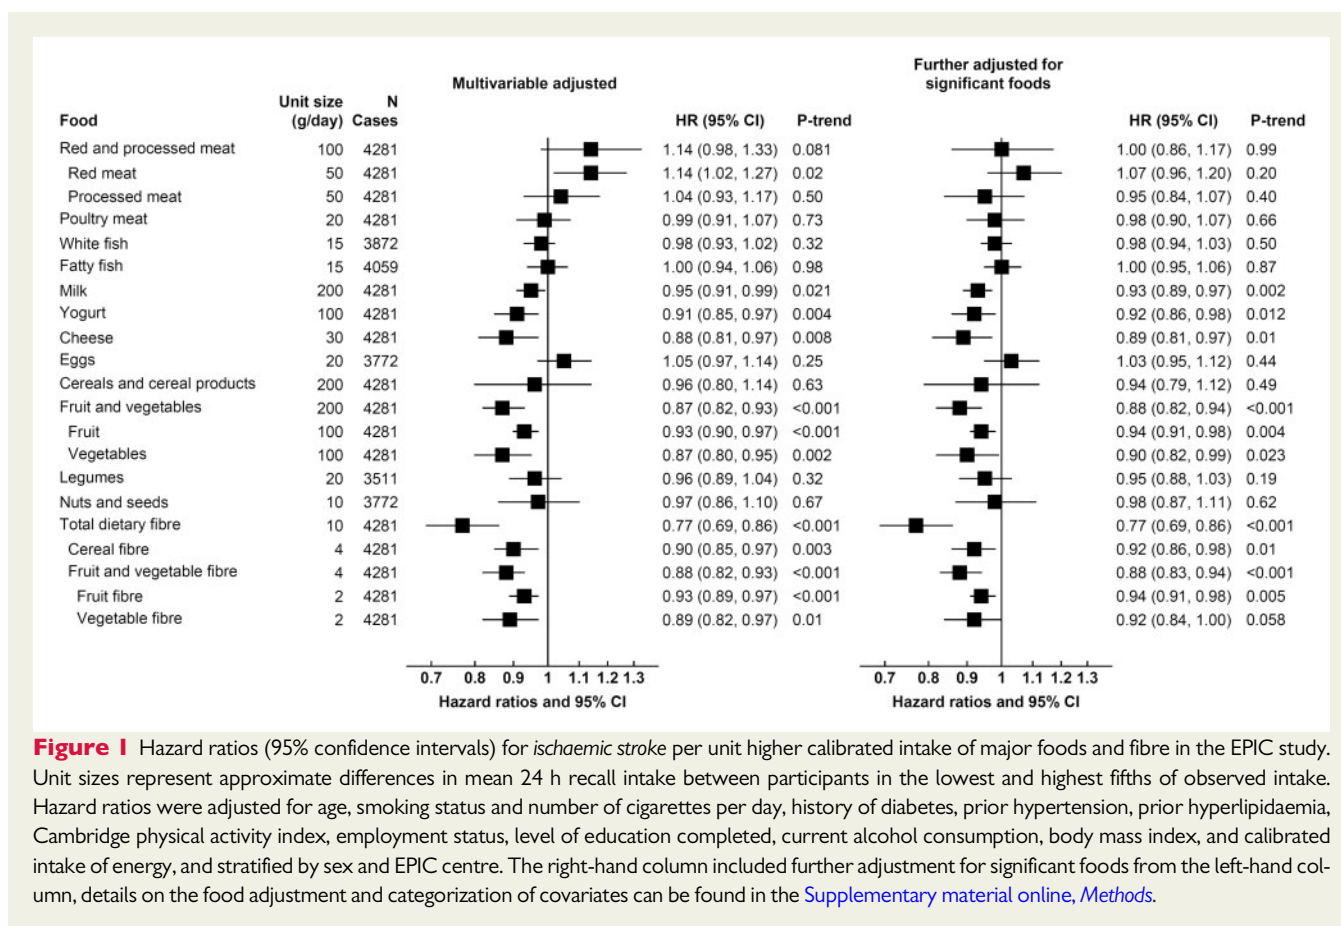 Multivariable adjusted
Further adjusted for
significant foods
Unit size N
Food (g/day) Cases HR (95% CI) P-trend HR (95% CI) P-trend
Red and processed meat 100 4281 1.14 (0.98, 1.33) 0.081 1.00 (0.86, 1.17) 0.99
Red meat 50 4281 1.14 (1.02, 1.27) 0.02 1.07 (0.96, 1.20) 0.20
Processed meat 50 4281 1.04 (0.93, 1.17) 0.50 0.95 (0.84, 1.07) 0.40
Poultry meat 20 4281 0.99 (0.91, 1.07) 0.73 0.98 (0.90, 1.07) 0.66
White fish 15 3872 0.98 (0.93, 1.02) 0.32 0.98 (0.94, 1.03) 0.50
Fatty fish 15 4059 1.00 (0.94, 1.06) 0.98 1.00 (0.95, 1.06) 0.87
Milk 200 4281 0.95 (0.91, 0.99) 0.021 0.93 (0.89, 0.97) 0.002
Yogurt 100 4281 0.91 (0.85, 0.97) 0.004 0.92 (0.86, 0.98) 0.012
Cheese 30 4281 0.88 (0.81, 0.97) 0.008 0.89 (0.81, 0.97) 0.01
Eggs 20 3772 1.05 (0.97, 1.14) 0.25 1.03 (0.95, 1.12) 0.44
Cereals and cereal products 200 4281 0.96 (0.80, 1.14) 0.63 0.94 (0.79, 1.12) 0.49
Fruit and vegetables 200 4281 0.87 (0.82, 0.93) <0.001 0.88 (0.82, 0.94) <0.001
Fruit 100 4281 0.93 (0.90, 0.97) <0.001 0.94 (0.91, 0.98) 0.004
Vegetables 100 4281 0.87 (0.80, 0.95) 0.002 0.90 (0.82, 0.99) 0.023
Legumes 20 3511 0.96 (0.89, 1.04) 0.32 0.95 (0.88, 1.03) 0.19
Nuts and seeds 10 3772 0.97 (0.86, 1.10) 0.67 0.98 (0.87, 1.11) 0.62
Total dietary fibre 10 4281 0.77 (0.69, 0.86) <0.001 0.77 (0.69, 0.86) <0.001
Cereal fibre 4 4281 0.90 (0.85, 0.97) 0.003 0.92 (0.86, 0.98) 0.01
Fruit and vegetable fibre 4 4281 0.88 (0.82, 0.93) <0.001 0.88 (0.83, 0.94) <0.001
Fruit fibre 2 4281 0.93 (0.89, 0.97) <0.001 0.94 (0.91, 0.98) 0.005
Vegetable fibre 2 4281 0.89 (0.82, 0.97) 0.01 0.92 (0.84, 1.00) 0.058
0.7 0.8 0.9 1 1.1 1.2 1.3 0.7 0.8 0.9 1 1.1 1.2 1.3
Hazard ratios and 95% CI Hazard ratios and 95% CI
Figure 1 Hazard ratios (95% confidence intervals) for ischaemic stroke per unit higher calibrated intake of major foods and fibre in the EPIC study.
Unit sizes represent approximate differences in mean 24 h recall intake between participants in the lowest and highest fifths of observed intake.
Hazard ratios were adjusted for age, smoking status and number of cigarettes per day, history of diabetes, prior hypertension, prior hyperlipidaemia,
Cambridge physical activity index, employment status, level of education completed, current alcohol consumption, body mass index, and calibrated
intake of energy, and stratified by sex and EPIC centre. The right-hand column included further adjustment for significant foods from the left-hand col-
umn, details on the food adjustment and categorization of covariates can be found in the Supplementary material online, Methods.